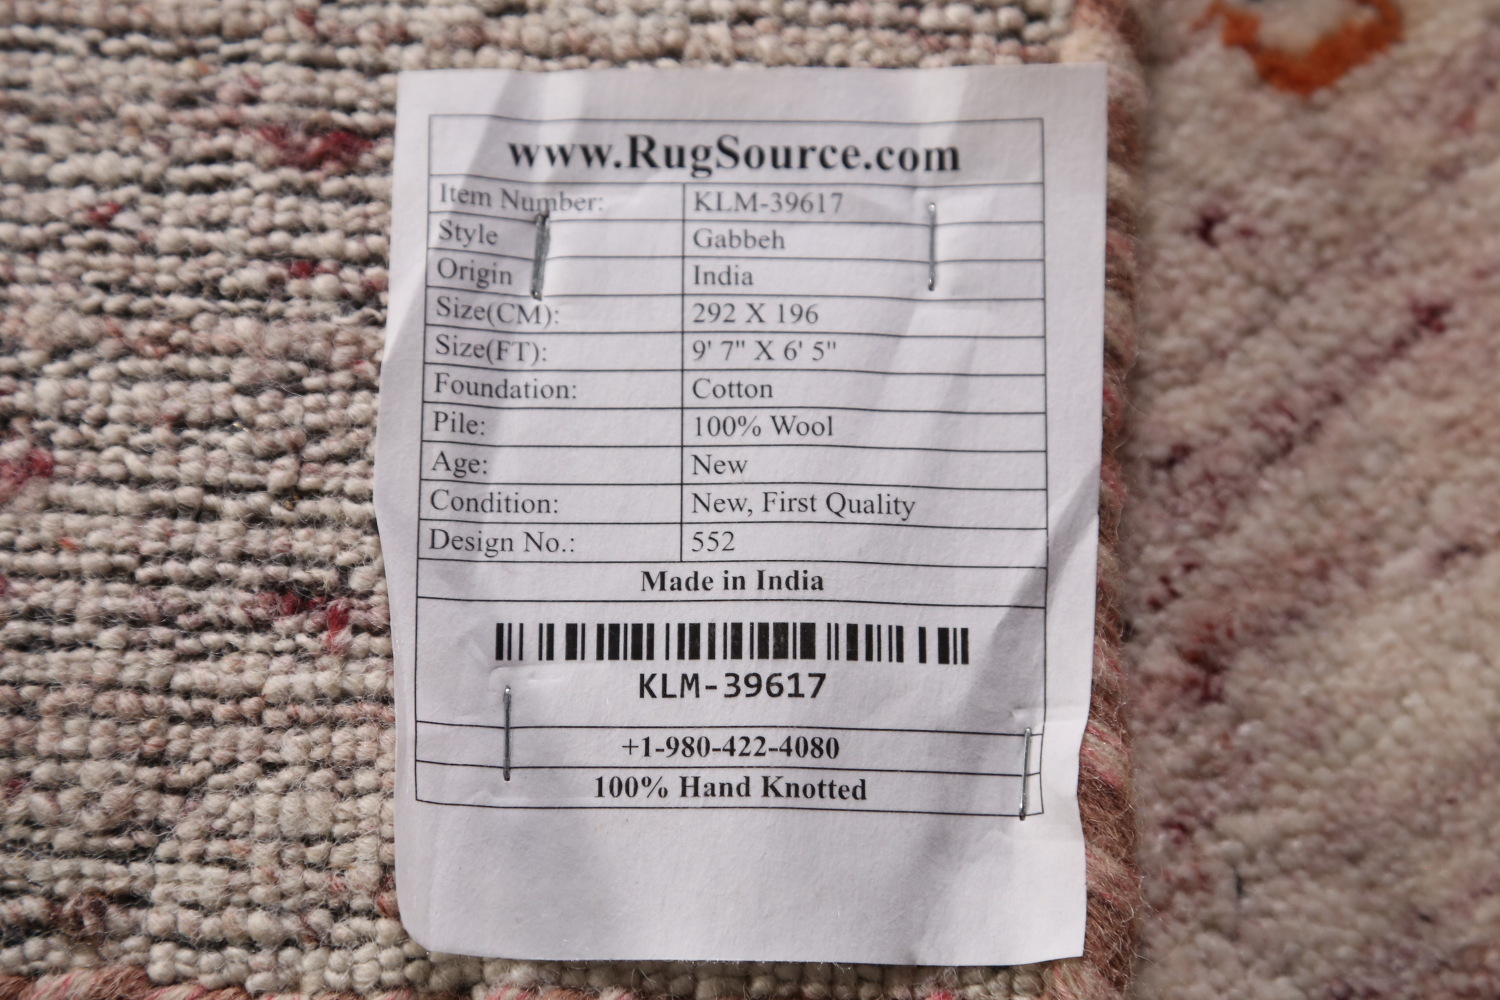 www.RugSource.com
Item Number: KLM-39617
Style Gabbeh
Origin India
Size(CM): 292 X 196
Size(FT): 9' 7" X 6' 5"
Foundation: Cotton
Pile: 100% Wool
Age: New
Condition: New, First Quality
Design No.: 552
Made in India
KLM-39617
+1-980-422-4080
100% Hand Knotted